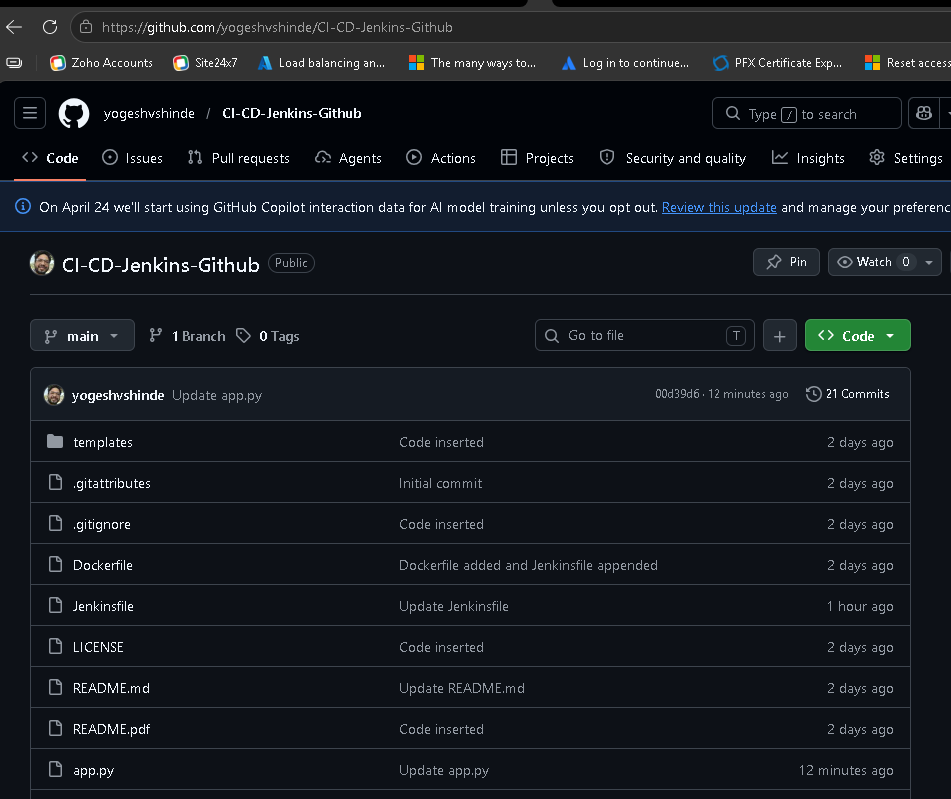 https://github.com/yogeshvshinde/CI-CD-Jenkins-Github
Zoho Accounts Site24x7 Load balancing an... The many ways to... Log in to continue... PFX Certificate Exp... Reset access
yogeshvshinde / CI-CD-Jenkins-Github Type / to search
Code Issues Pull requests Agents Actions Projects Security and quality Insights Settings
On April 24 we'll start using GitHub Copilot interaction data for AI model training unless you opt out. Review this update and manage your preferenc
CI-CD-Jenkins-Github Public Pin Watch 0
main 1 Branch 0 Tags Go to file T + Code
yogeshvshinde Update app.py 00d39d6 · 12 minutes ago 21 Commits
templates Code inserted 2 days ago
.gitattributes Initial commit 2 days ago
.gitignore Code inserted 2 days ago
Dockerfile Dockerfile added and Jenkinsfile appended 2 days ago
Jenkinsfile Update Jenkinsfile 1 hour ago
LICENSE Code inserted 2 days ago
README.md Update README.md 2 days ago
README.pdf Code inserted 2 days ago
app.py Update app.py 12 minutes ago